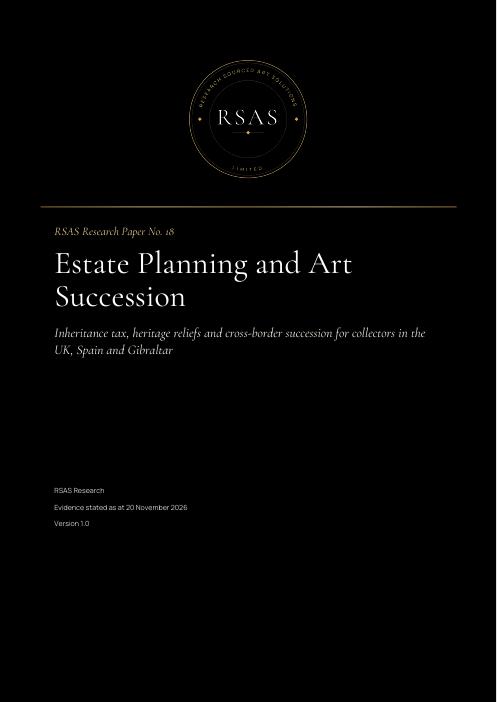 RESEARCH SOURCED ART SOLUTIONS
RSAS
LIMITED
RSAS Research Paper No. 18
Estate Planning and Art
Succession
Inheritance tax, heritage reliefs and cross-border succession for collectors in the
UK, Spain and Gibraltar
RSAS Research
Evidence stated as at 20 November 2026
Version 1.0